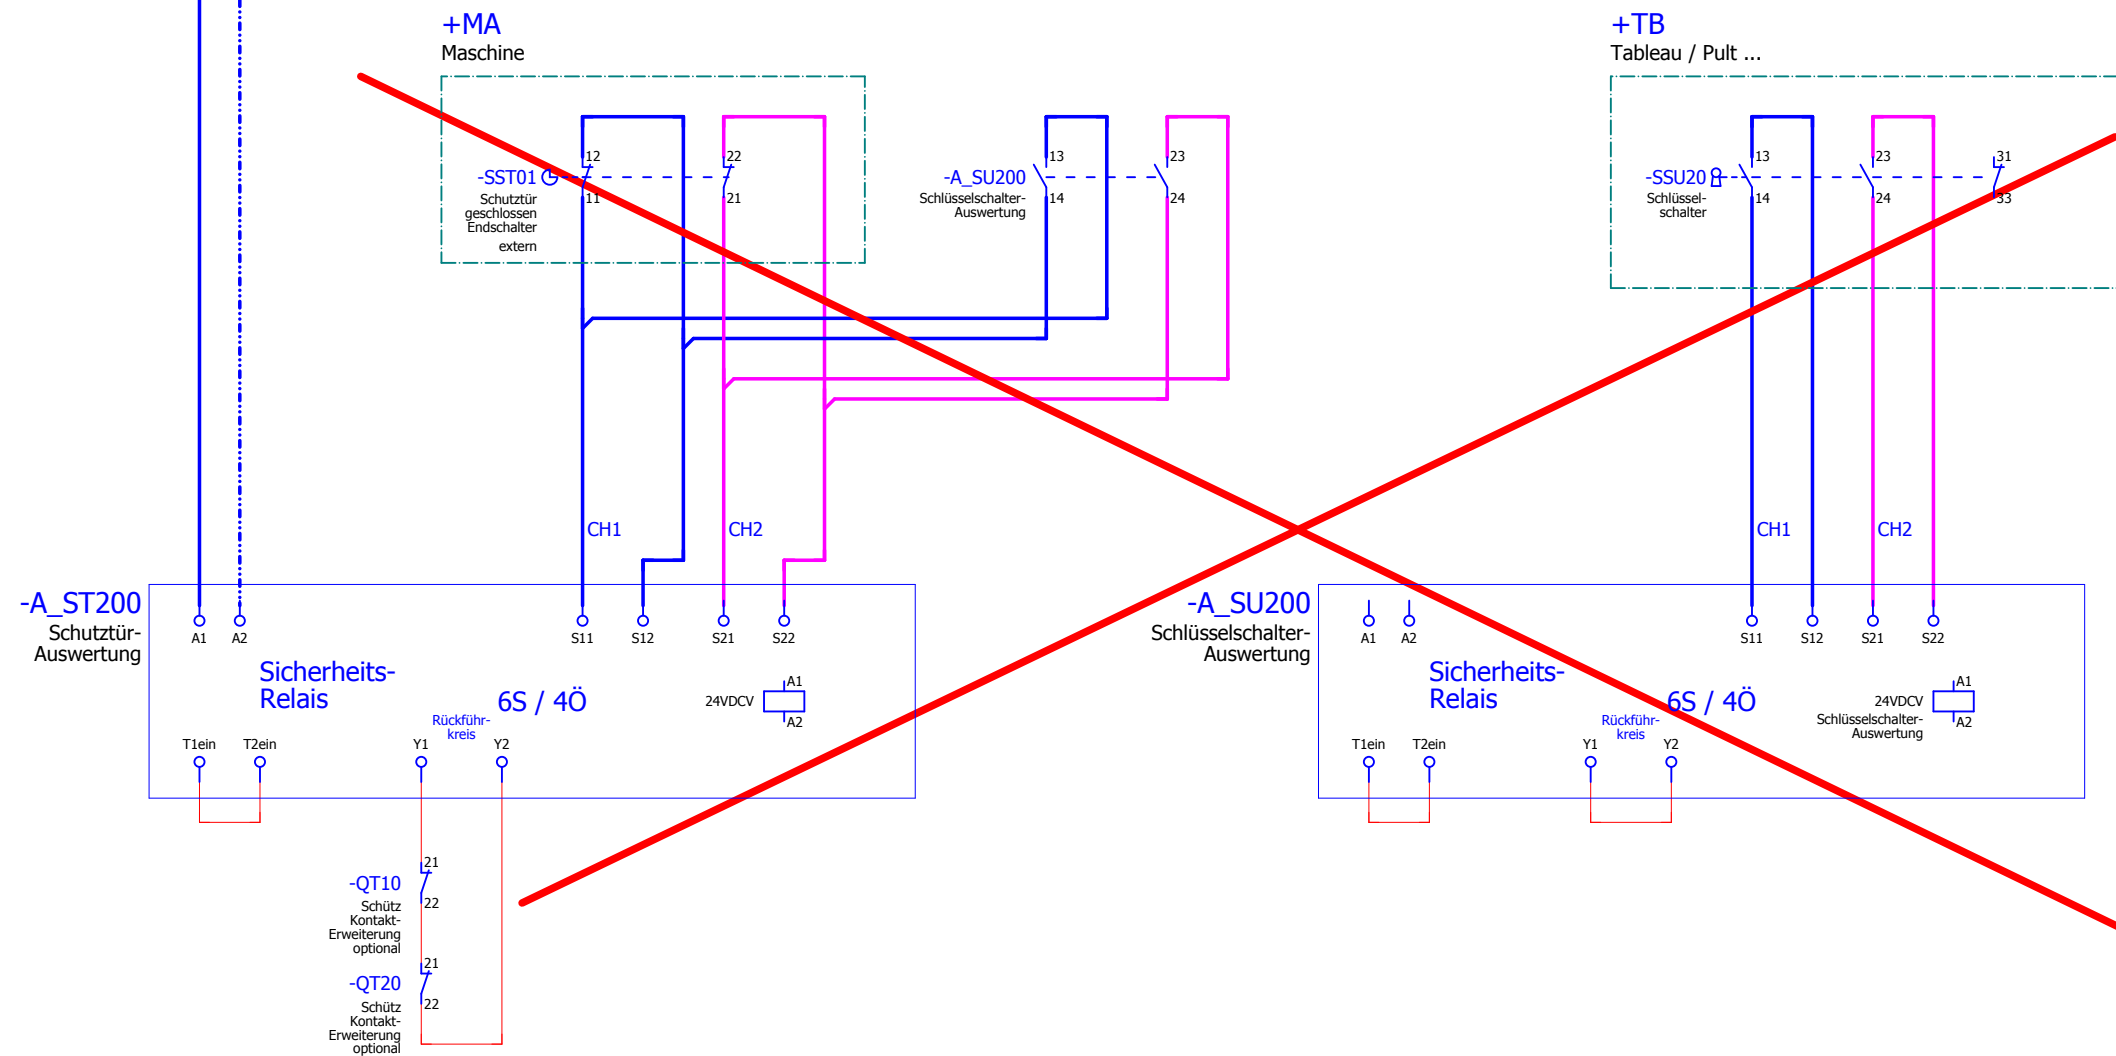 +MA
Maschine
+TB
Tableau / Pult ...
12
22
13
23
13
23
31
-SST01
-A_SU200
-SSU20
11
21
14
24
14
24
33
Schutztür
geschlossen
Endschalter
extern
Schlüsselschalter-
Auswertung
Schlüssel-
schalter
CH1
CH2
CH1
CH2
-A_ST200
Schutztür-
Auswertung
A1
A2
S11
S12
S21
S22
Sicherheits-
Relais
6S / 4Ö
24VDCV
A1
A2
Rückführ-
kreis
T1ein
T2ein
Y1
Y2
-A_SU200
Schlüsselschalter-
Auswertung
A1
A2
S11
S12
S21
S22
Sicherheits-
Relais
6S / 4Ö
24VDCV
Schlüsselschalter-
Auswertung
A1
A2
Rückführ-
kreis
T1ein
T2ein
Y1
Y2
21
-QT10
22
Schütz
Kontakt-
Erweiterung
optional
21
-QT20
22
Schütz
Kontakt-
Erweiterung
optional